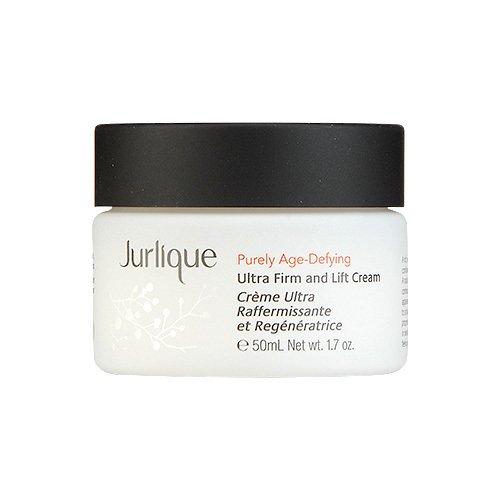 Jurlique
Purely Age-Defying
Ultra Firm and Lift Cream
Crème Ultra
Raffermissante
et Regénératrice
℮ 50mL Net wt. 1.7 oz.